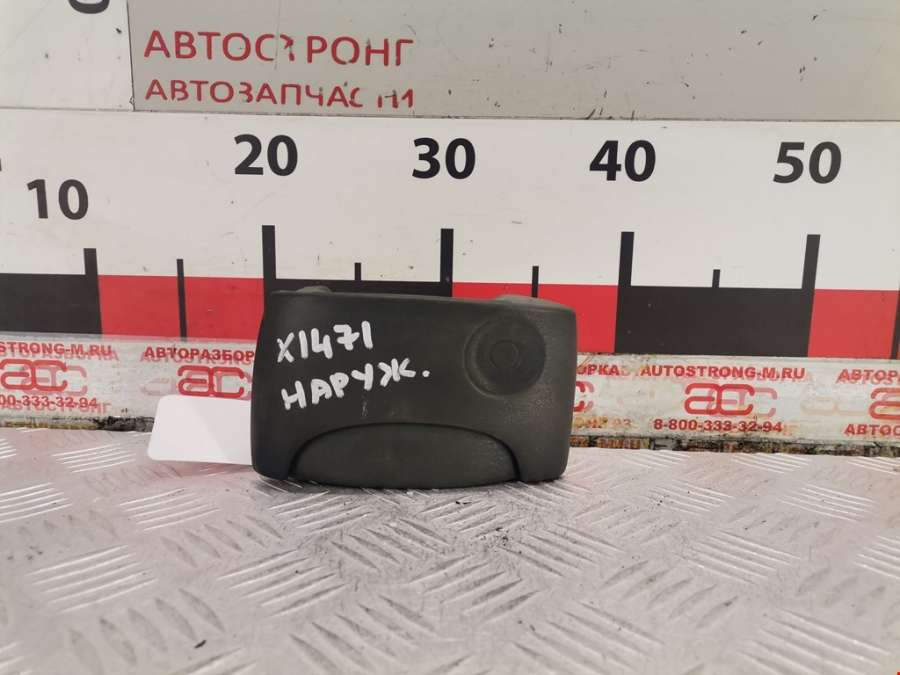 АВТОСТРОНГ
АВТОЗАПЧАСТИ
10 20 30 40 50
X1471
НАРУЖ.
AUTOSTRONG-M.RU
8-800-333-32-94
АВТОРАЗБОР